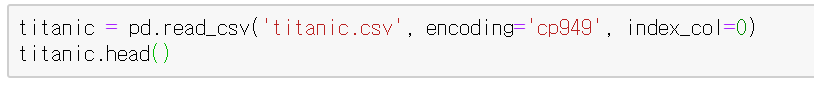 titanic = pd.read_csv('titanic.csv', encoding='cp949', index_col=0)
titanic.head()